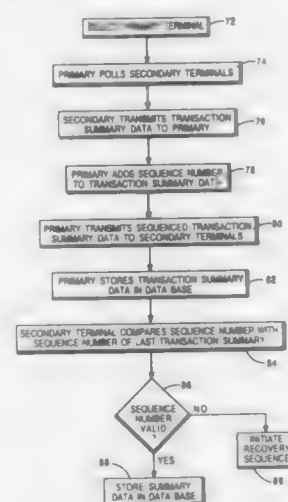 TERMINAL
72
PRIMARY POLLS SECONDARY TERMINALS
74
SECONDARY TRANSMITS TRANSACTION
SUMMARY DATA TO PRIMARY
76
PRIMARY ADDS SEQUENCE NUMBER
TO TRANSACTION SUMMARY DATA
78
PRIMARY TRANSMITS SEQUENCED TRANSACTION
SUMMARY DATA TO SECONDARY TERMINALS
80
PRIMARY STORES TRANSACTION SUMMARY
DATA IN DATA BASE
82
SECONDARY TERMINAL COMPARES SEQUENCE NUMBER WITH
SEQUENCE NUMBER OF LAST TRANSACTION SUMMARY
84
86
SEQUENCE
NUMBER
VALID
?
NO
YES
INITIATE
RECOVERY
SEQUENCE
88
STORE SUMMARY
DATA IN DATA BASE